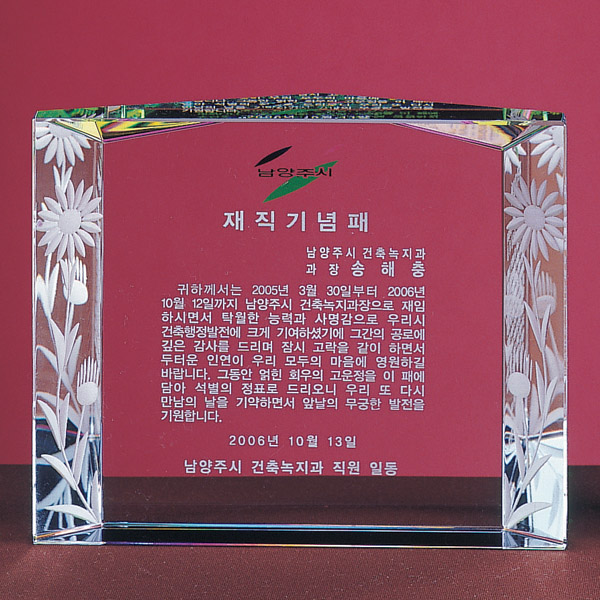 남양주시
재직기념패
남양주시 건축녹지과
과 장 송 해 충
귀하께서는 2005년 3월 30일부터 2006년
10월 12일까지 남양주시 건축녹지과장으로 재임
하시면서 탁월한 능력과 사명감으로 우리시
건축행정발전에 크게 기여하셨기에 그간의 공로에
깊은 감사를 드리며 잠시 고락을 같이 하면서
두터운 인연이 우리 모두의 마음에 영원하길
바랍니다. 그동안 얽힌 회우의 고운정을 이 패에
담아 석별의 정표로 드리오니 우리 또 다시
만남의 날을 기약하면서 앞날의 무궁한 발전을
기원합니다.
2006년 10월 13일
남양주시 건축녹지과 직원 일동